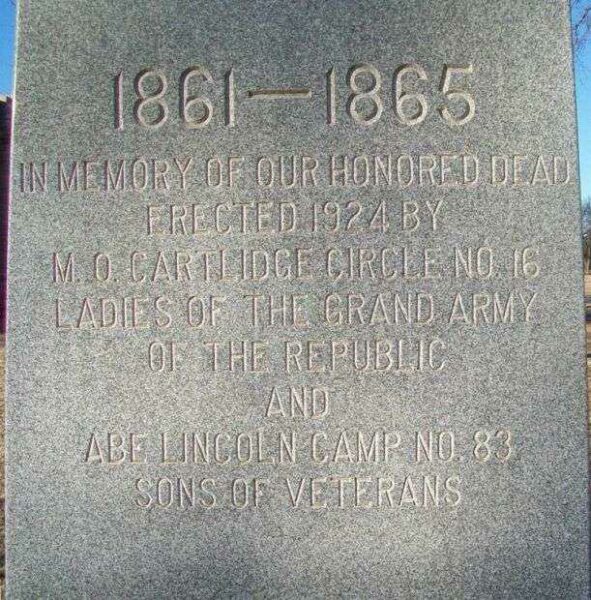 1861—1865
IN MEMORY OF OUR HONORED DEAD
ERECTED 1924 BY
M. O. CARTLIDGE CIRCLE NO. 16
LADIES OF THE GRAND ARMY
OF THE REPUBLIC
AND
ABE LINCOLN CAMP NO. 83
SONS OF VETERANS